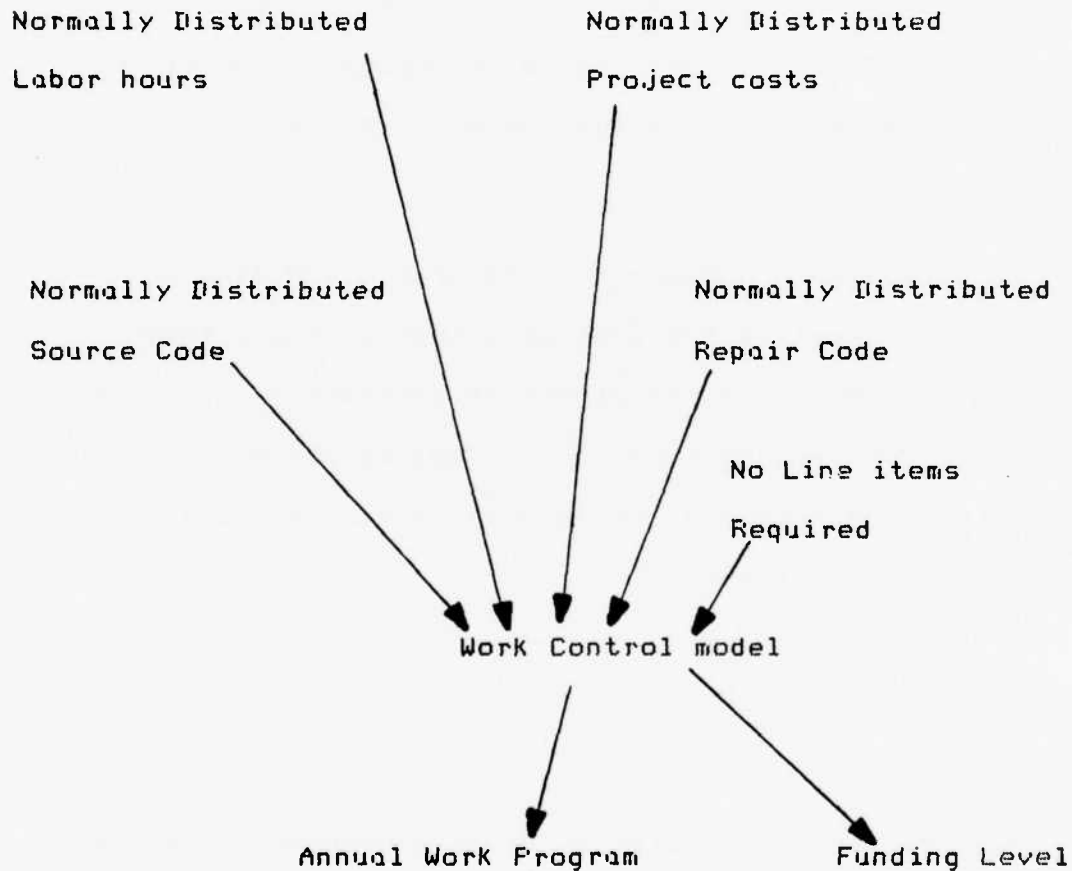 Normally Distributed
Labor hours
Normally Distributed
Project costs
Normally Distributed
Source Code
Normally Distributed
Repair Code
No Line items
Required
Work Control model
Annual Work Program
Funding Level